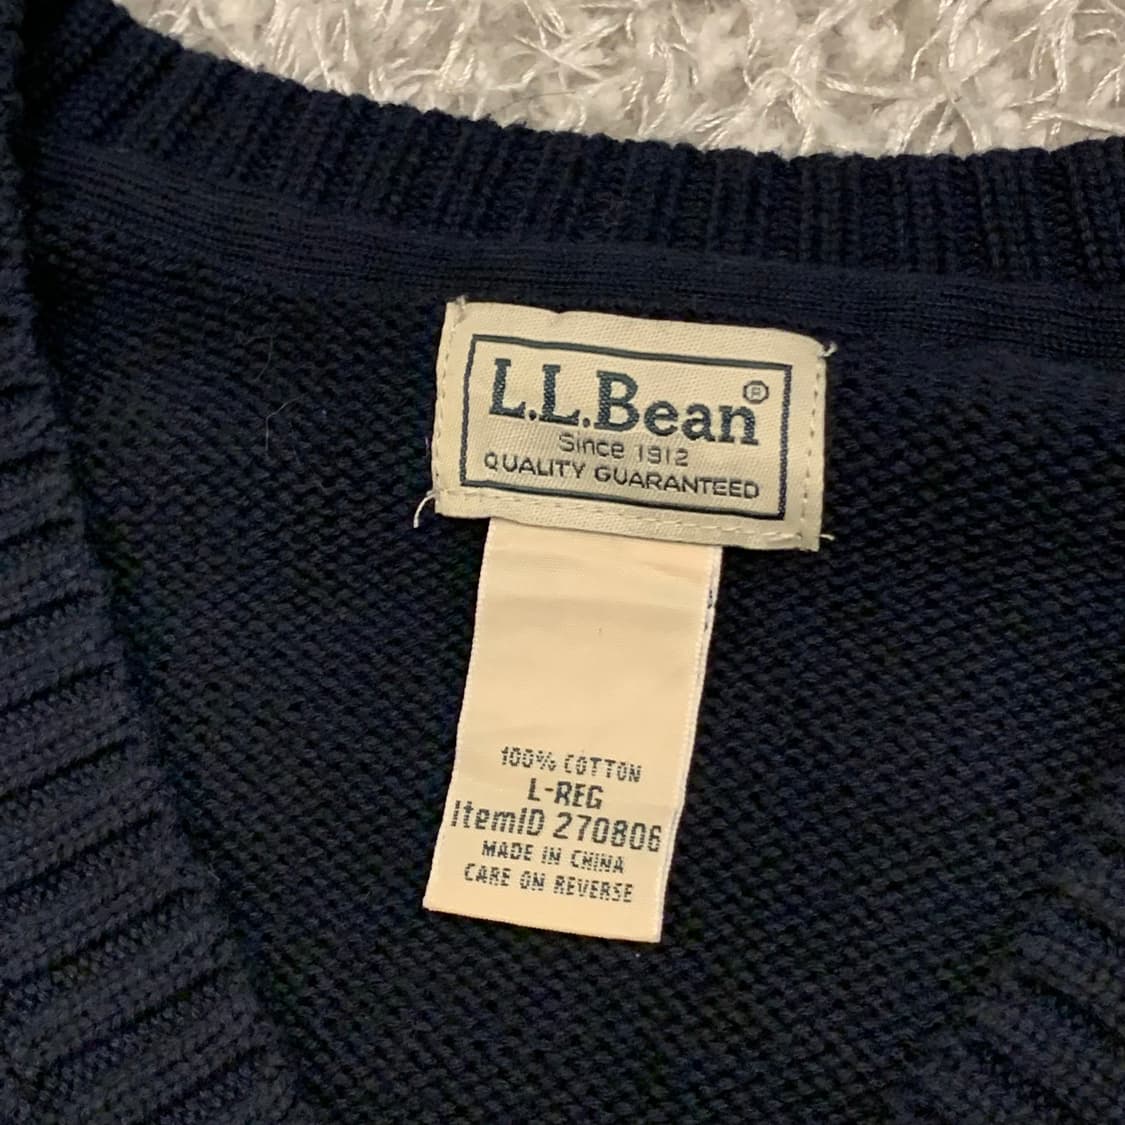 L.L.Bean®
Since 1912
QUALITY GUARANTEED
100% COTTON
L-REG
ItemID 270806
MADE IN CHINA
CARE ON REVERSE